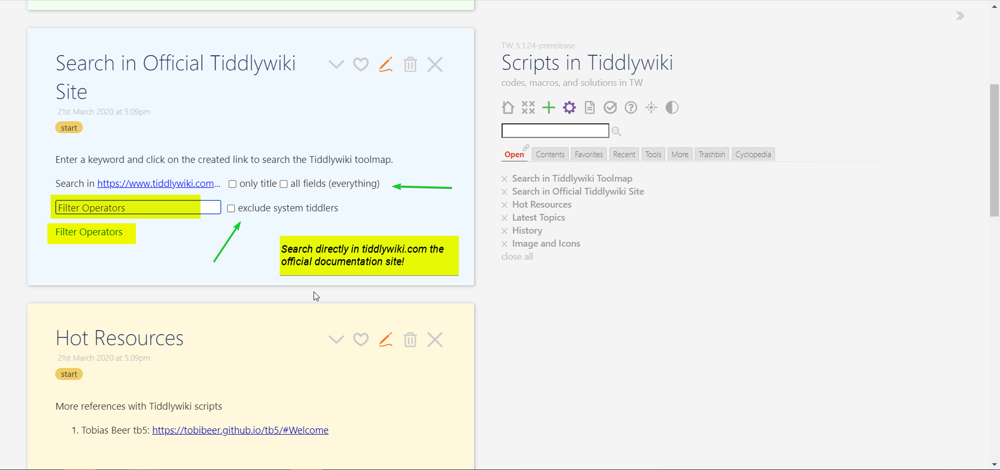 Search in Official Tiddlywiki
Site
21st March 2020 at 5:09pm
start
Enter a keyword and click on the created link to search the Tiddlywiki toolmap.
Search in https://www.tiddlywiki.com... only title all fields (everything)
Filter Operators exclude system tiddlers
Filter Operators
Search directly in tiddlywiki.com the
official documentation site!
Hot Resources
21st March 2020 at 5:09pm
start
More references with Tiddlywiki scripts
1. Tobias Beer tb5: https://tobibeer.github.io/tb5/#Welcome
TW 5.1.24-prerelease
Scripts in Tiddlywiki
codes, macros, and solutions in TW
Open Contents Favorites Recent Tools More Trashbin Cyclopedia
Search in Tiddlywiki Toolmap
Search in Official Tiddlywiki Site
Hot Resources
Latest Topics
History
Image and Icons
close all